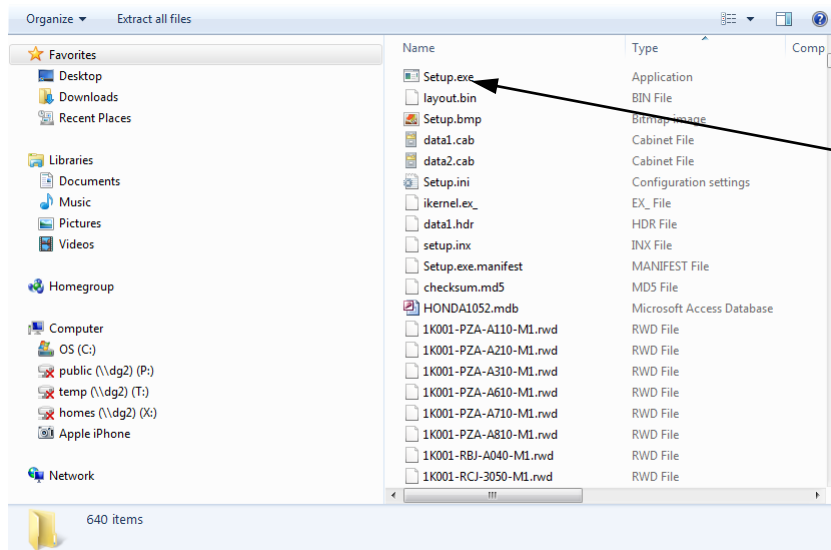 Organize Extract all files
Favorites
Desktop
Downloads
Recent Places
Libraries
Documents
Music
Pictures
Videos
Homegroup
Computer
OS (C:)
public (\\dg2) (P:)
temp (\\dg2) (T:)
homes (\\dg2) (X:)
Apple iPhone
Network
Name Type Comp
Setup.exe Application
layout.bin BIN File
Setup.bmp Bitmap image
data1.cab Cabinet File
data2.cab Cabinet File
Setup.ini Configuration settings
ikernel.ex_ EX_ File
data1.hdr HDR File
setup.inx INX File
Setup.exe.manifest MANIFEST File
checksum.md5 MD5 File
HONDA1052.mdb Microsoft Access Database
1K001-PZA-A110-M1.rwd RWD File
1K001-PZA-A210-M1.rwd RWD File
1K001-PZA-A310-M1.rwd RWD File
1K001-PZA-A610-M1.rwd RWD File
1K001-PZA-A710-M1.rwd RWD File
1K001-PZA-A810-M1.rwd RWD File
1K001-RBJ-A040-M1.rwd RWD File
1K001-RCJ-3050-M1.rwd RWD File
640 items